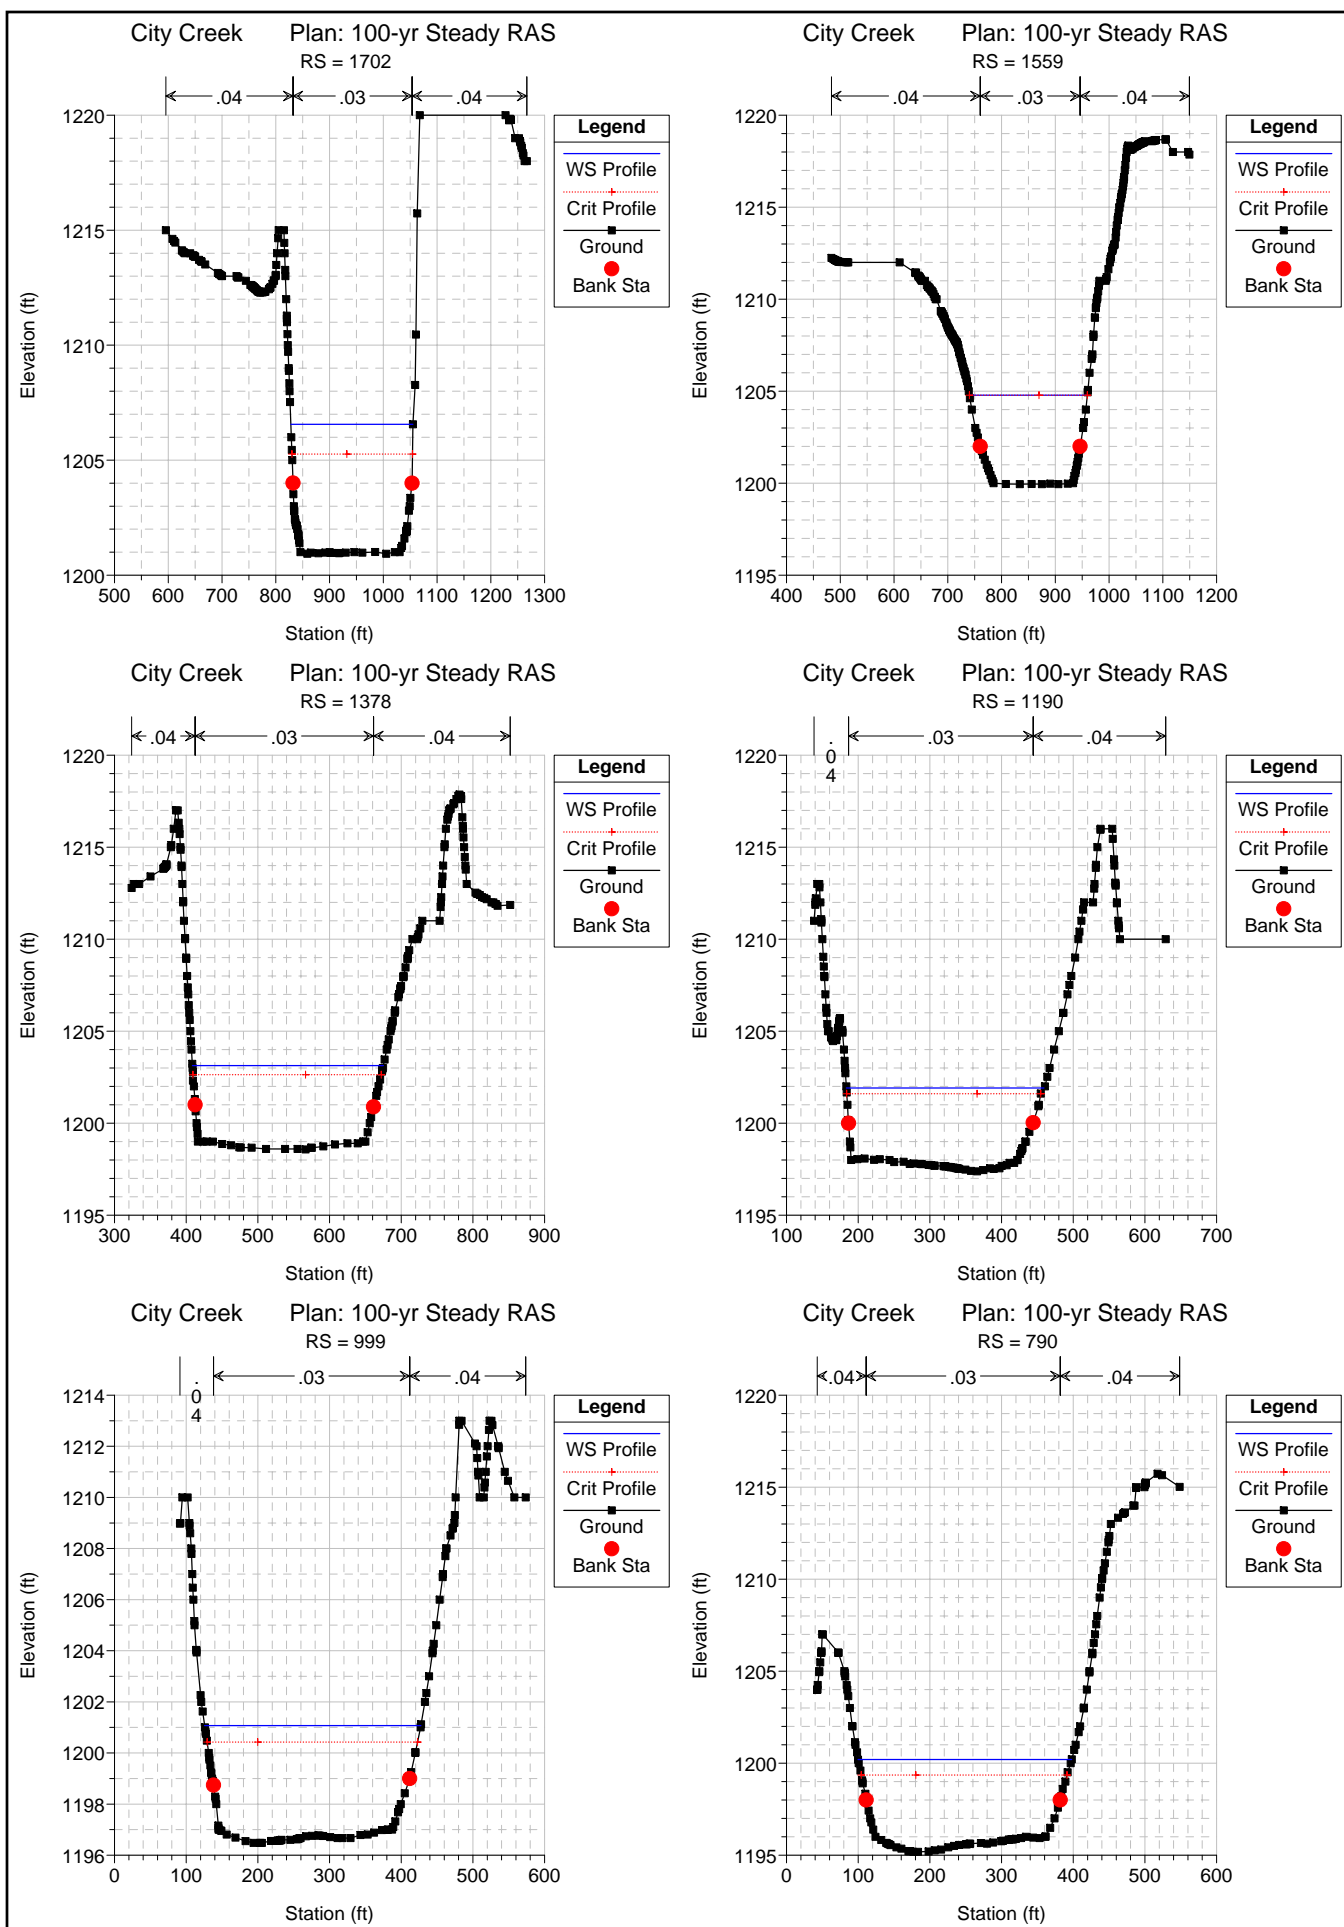 City Creek Plan: 100-yr Steady RAS
RS = 1702
.04 .03 .04
1220
1215
1210
1205
1200
Elevation (ft)
500 600 700 800 900 1000 1100 1200 1300
Station (ft)
Legend
WS Profile
Crit Profile
Ground
Bank Sta
City Creek Plan: 100-yr Steady RAS
RS = 1559
.04 .03 .04
1220
1215
1210
1205
1200
1195
Elevation (ft)
400 500 600 700 800 900 1000 1100 1200
Station (ft)
Legend
WS Profile
Crit Profile
Ground
Bank Sta
City Creek Plan: 100-yr Steady RAS
RS = 1378
.04 .03 .04
1220
1215
1210
1205
1200
1195
Elevation (ft)
300 400 500 600 700 800 900
Station (ft)
Legend
WS Profile
Crit Profile
Ground
Bank Sta
City Creek Plan: 100-yr Steady RAS
RS = 1190
.04 .03 .04
1220
1215
1210
1205
1200
1195
Elevation (ft)
100 200 300 400 500 600 700
Station (ft)
Legend
WS Profile
Crit Profile
Ground
Bank Sta
City Creek Plan: 100-yr Steady RAS
RS = 999
.04 .03 .04
1214
1212
1210
1208
1206
1204
1202
1200
1198
1196
Elevation (ft)
0 100 200 300 400 500 600
Station (ft)
Legend
WS Profile
Crit Profile
Ground
Bank Sta
City Creek Plan: 100-yr Steady RAS
RS = 790
.04 .03 .04
1220
1215
1210
1205
1200
1195
Elevation (ft)
0 100 200 300 400 500 600
Station (ft)
Legend
WS Profile
Crit Profile
Ground
Bank Sta